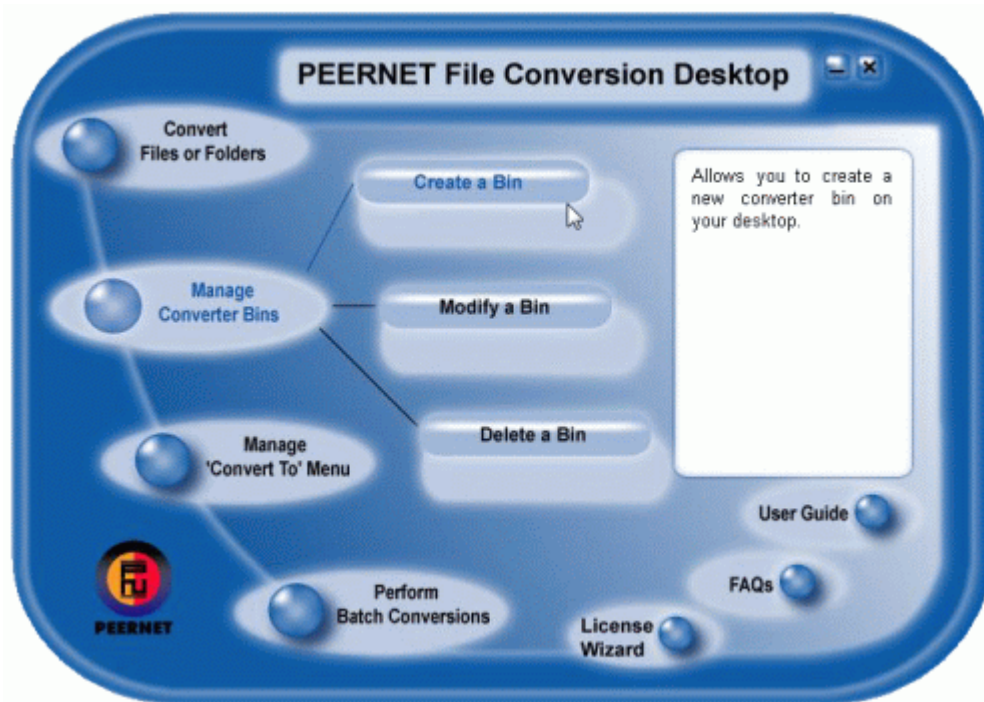 PEERNET File Conversion Desktop
Convert
Files or Folders
Create a Bin
Allows you to create a
new converter bin on
your desktop.
Manage
Converter Bins
Modify a Bin
Delete a Bin
Manage
'Convert To' Menu
User Guide
FAQs
Perform
Batch Conversions
License
Wizard
PEERNET